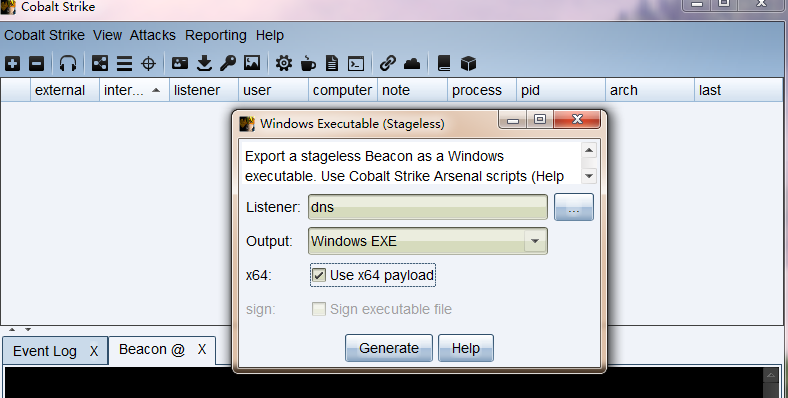 Cobalt Strike
Cobalt Strike View Attacks Reporting Help
external inter... listener user computer note process pid arch last
Windows Executable (Stageless)
Export a stageless Beacon as a Windows
executable. Use Cobalt Strike Arsenal scripts (Help
Listener: dns ...
Output: Windows EXE
x64: Use x64 payload
sign: Sign executable file
Generate Help
Event Log X Beacon @ X